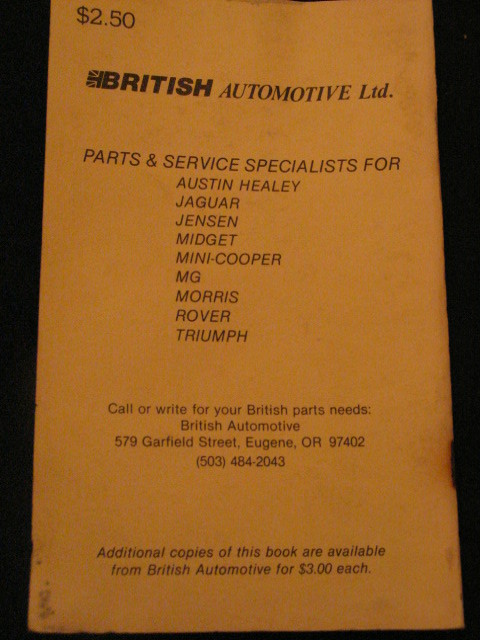 $2.50
BRITISH AUTOMOTIVE Ltd.
PARTS & SERVICE SPECIALISTS FOR
AUSTIN HEALEY
JAGUAR
JENSEN
MIDGET
MINI-COOPER
MG
MORRIS
ROVER
TRIUMPH
Call or write for your British parts needs:
British Automotive
579 Garfield Street, Eugene, OR 97402
(503) 484-2043
Additional copies of this book are available
from British Automotive for $3.00 each.